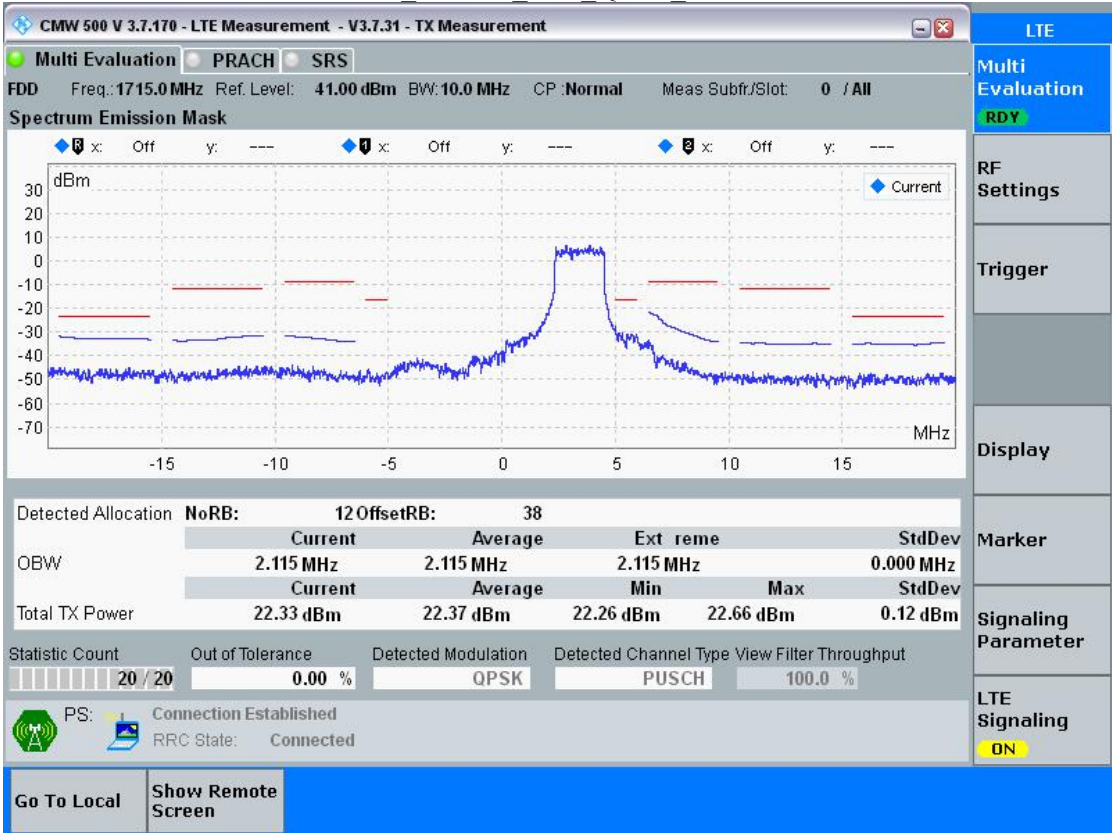 CMW 500 V 3.7.170 - LTE Measurement - V3.7.31 - TX Measurement
LTE
Multi Evaluation PRACH SRS
Multi Evaluation
RDY
FDD Freq.: 1715.0 MHz Ref. Level: 41.00 dBm BW: 10.0 MHz CP : Normal Meas Subfr./Slot: 0 / All
Spectrum Emission Mask
R x: Off y: --- 1 x: Off y: --- 2 x: Off y: ---
RF Settings
dBm
Current
30
20
10
0
-10
-20
-30
-40
-50
-60
-70
MHz
-15 -10 -5 0 5 10 15
Trigger
Display
Detected Allocation NoRB: 12 OffsetRB: 38
Current Average Ext reme StdDev
OBW 2.115 MHz 2.115 MHz 2.115 MHz 0.000 MHz
Current Average Min Max StdDev
Total TX Power 22.33 dBm 22.37 dBm 22.26 dBm 22.66 dBm 0.12 dBm
Marker
Signaling Parameter
Statistic Count Out of Tolerance Detected Modulation Detected Channel Type View Filter Throughput
20 / 20 0.00 % QPSK PUSCH 100.0 %
PS: Connection Established
RRC State: Connected
LTE Signaling
ON
Go To Local
Show Remote Screen